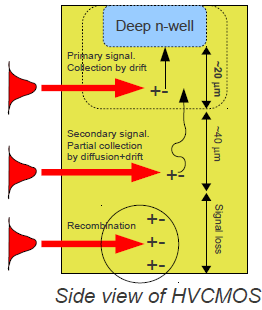 Deep n-well
Primary signal.
Collection by drift
+-
~20 μm
Secondary signal.
Partial collection
by diffusion+drift
+-
~40 μm
Recombination
+-
+-
+-
Signal loss
Side view of HVCMOS